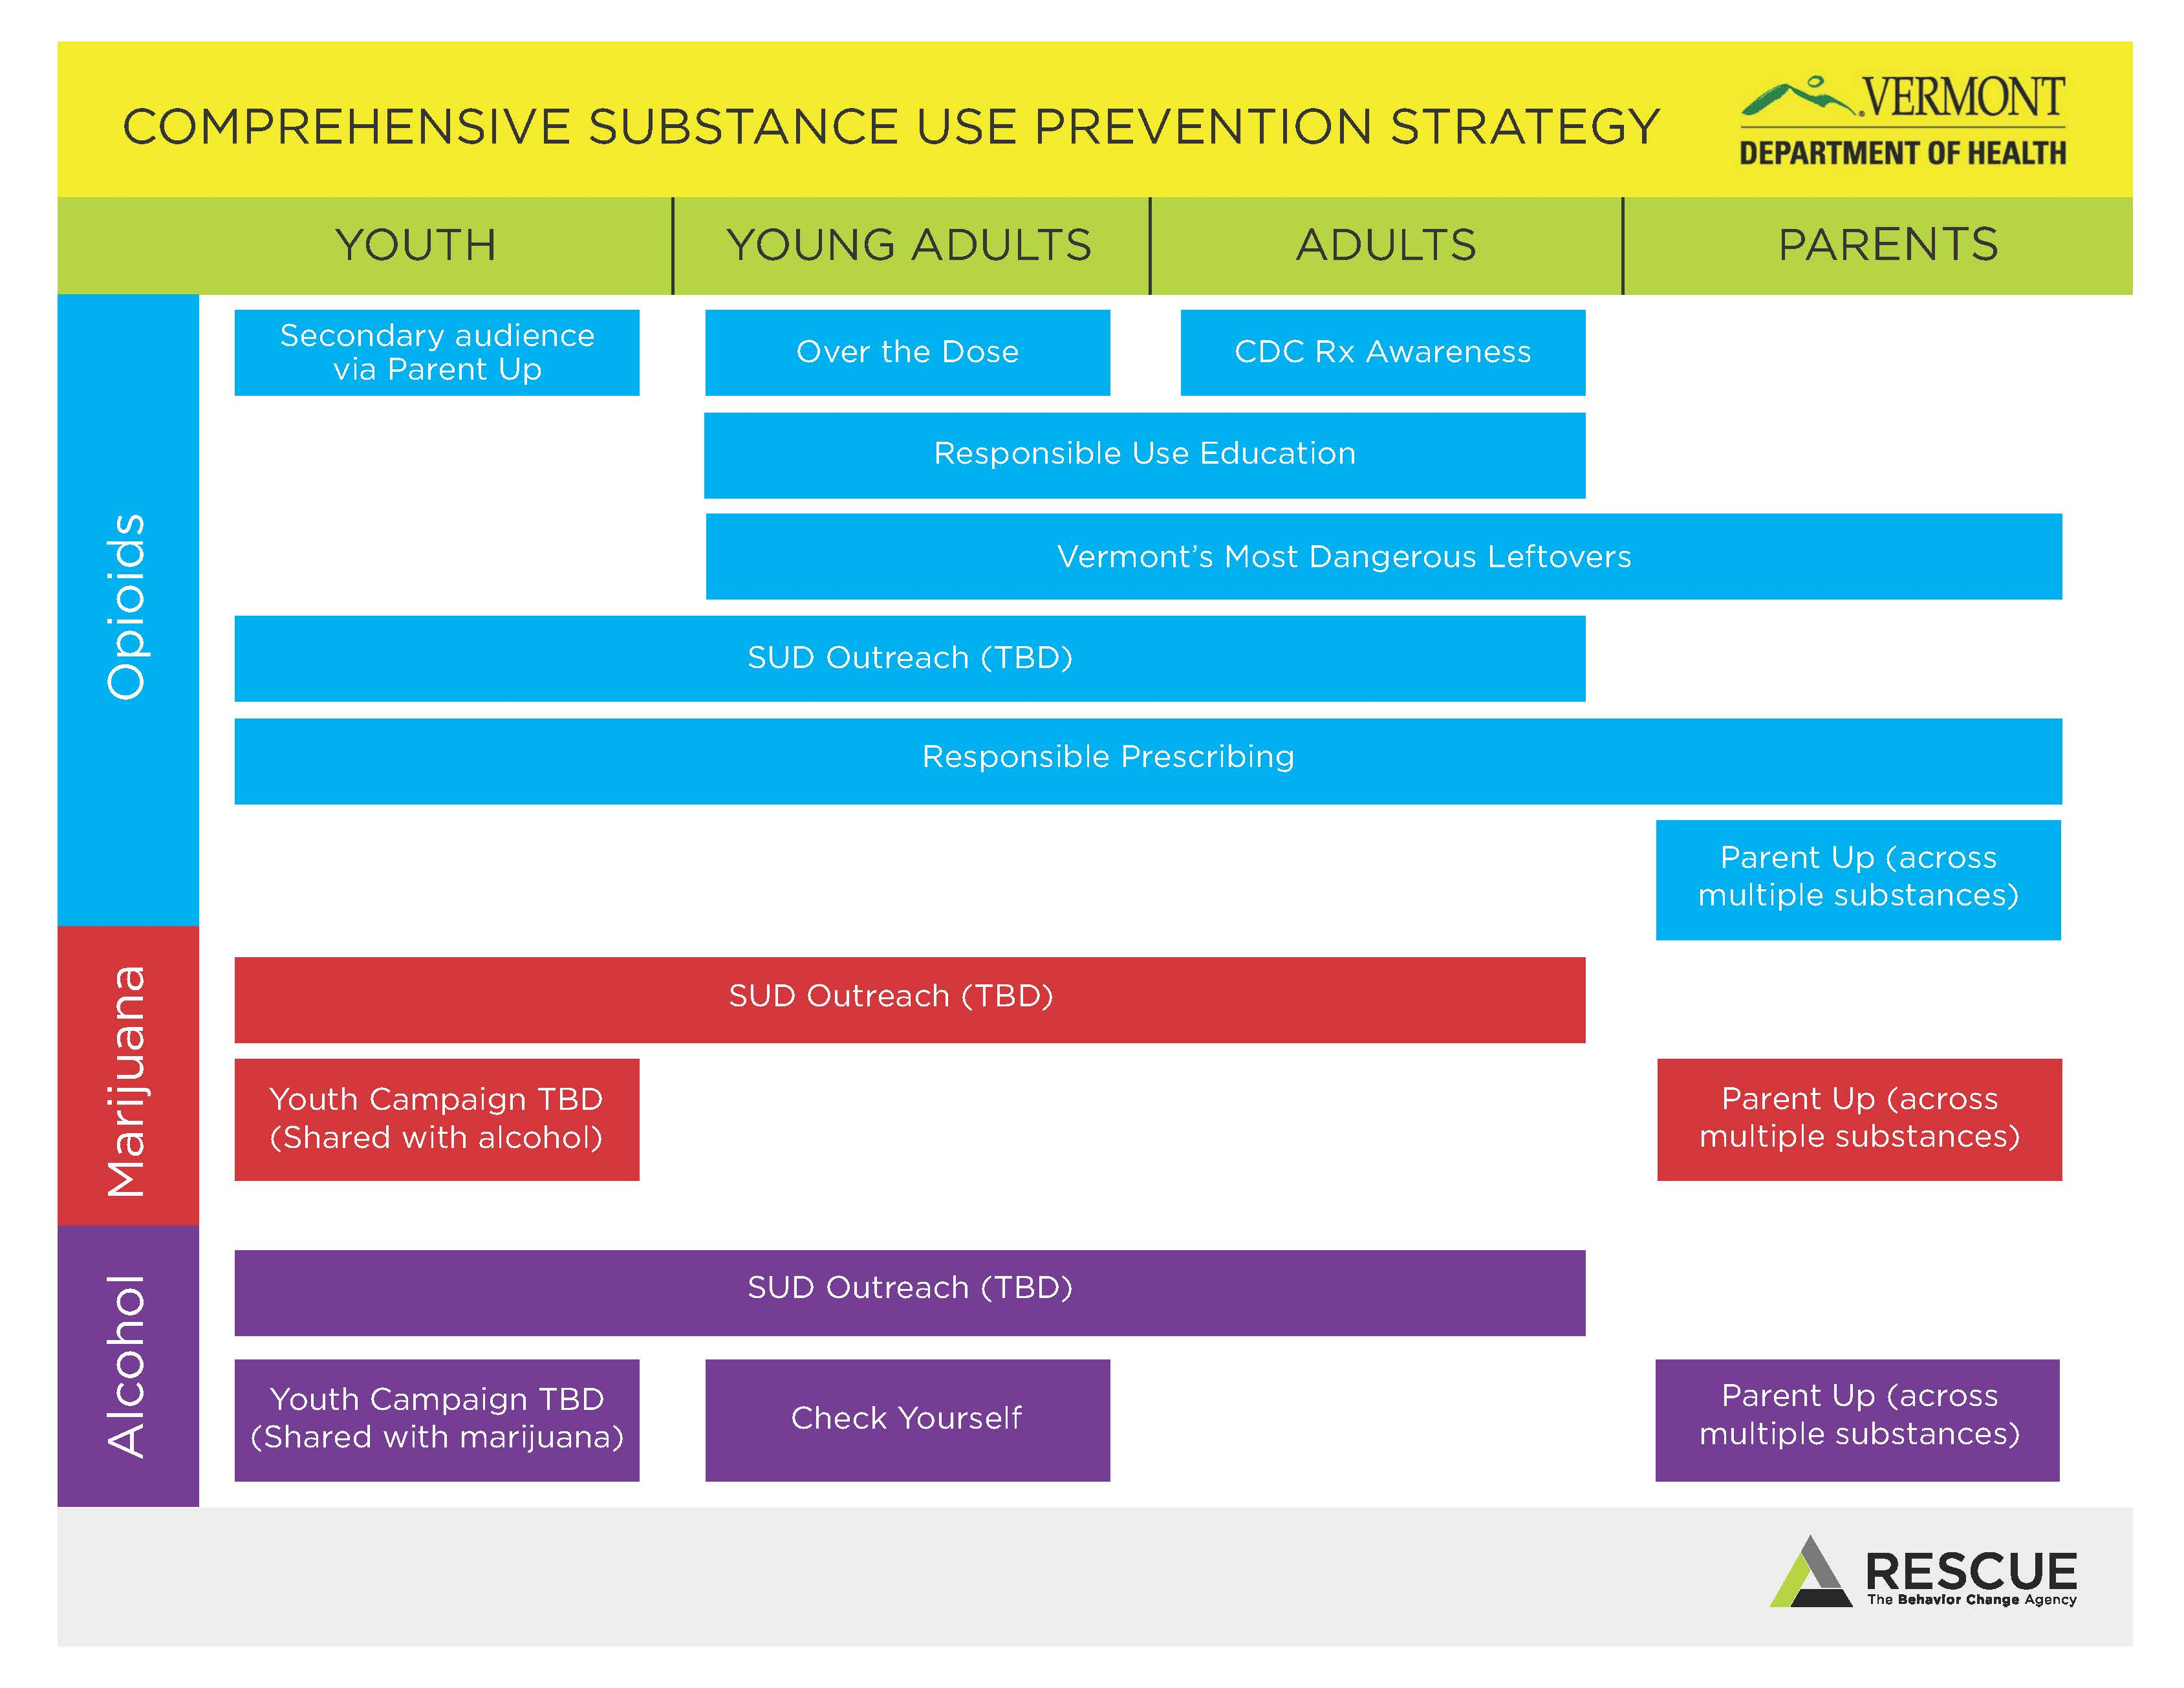 COMPREHENSIVE SUBSTANCE USE PREVENTION STRATEGY
VERMONT
DEPARTMENT OF HEALTH
YOUTH
YOUNG ADULTS
ADULTS
PARENTS
Opioids
Secondary audience
via Parent Up
Over the Dose
CDC Rx Awareness
Responsible Use Education
Vermont's Most Dangerous Leftovers
SUD Outreach (TBD)
Responsible Prescribing
Parent Up (across
multiple substances)
Marijuana
SUD Outreach (TBD)
Youth Campaign TBD
(Shared with alcohol)
Parent Up (across
multiple substances)
Alcohol
SUD Outreach (TBD)
Youth Campaign TBD
(Shared with marijuana)
Check Yourself
Parent Up (across
multiple substances)
RESCUE
The Behavior Change Agency